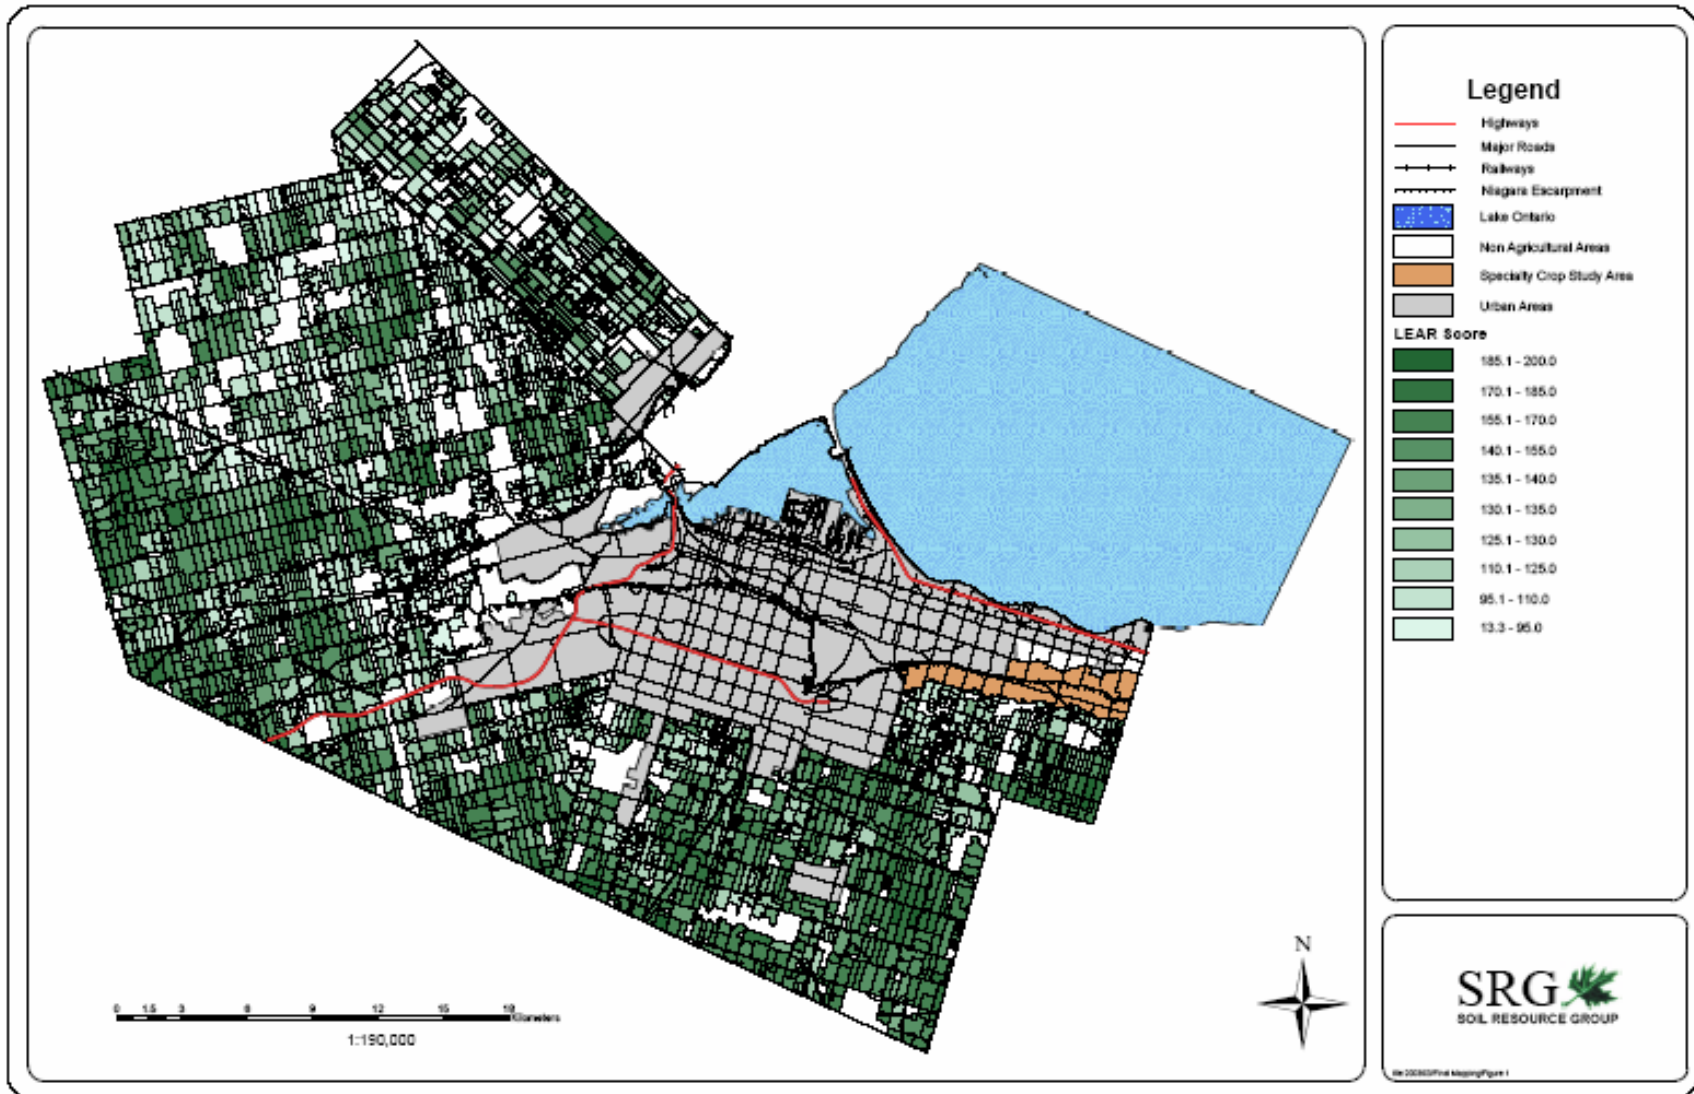 Legend
Highways
Major Roads
Railways
Niagara Escarpment
Lake Ontario
Non Agricultural Areas
Specialty Crop Study Area
Urban Areas
LEAR Score
185.1 - 200.0
170.1 - 185.0
155.1 - 170.0
140.1 - 155.0
135.1 - 140.0
130.1 - 135.0
125.1 - 130.0
110.1 - 125.0
95.1 - 110.0
13.3 - 95.0
N
0 1.5 3 6 9 12 15 18
Kilometers
1:190,000
SRG
SOIL RESOURCE GROUP